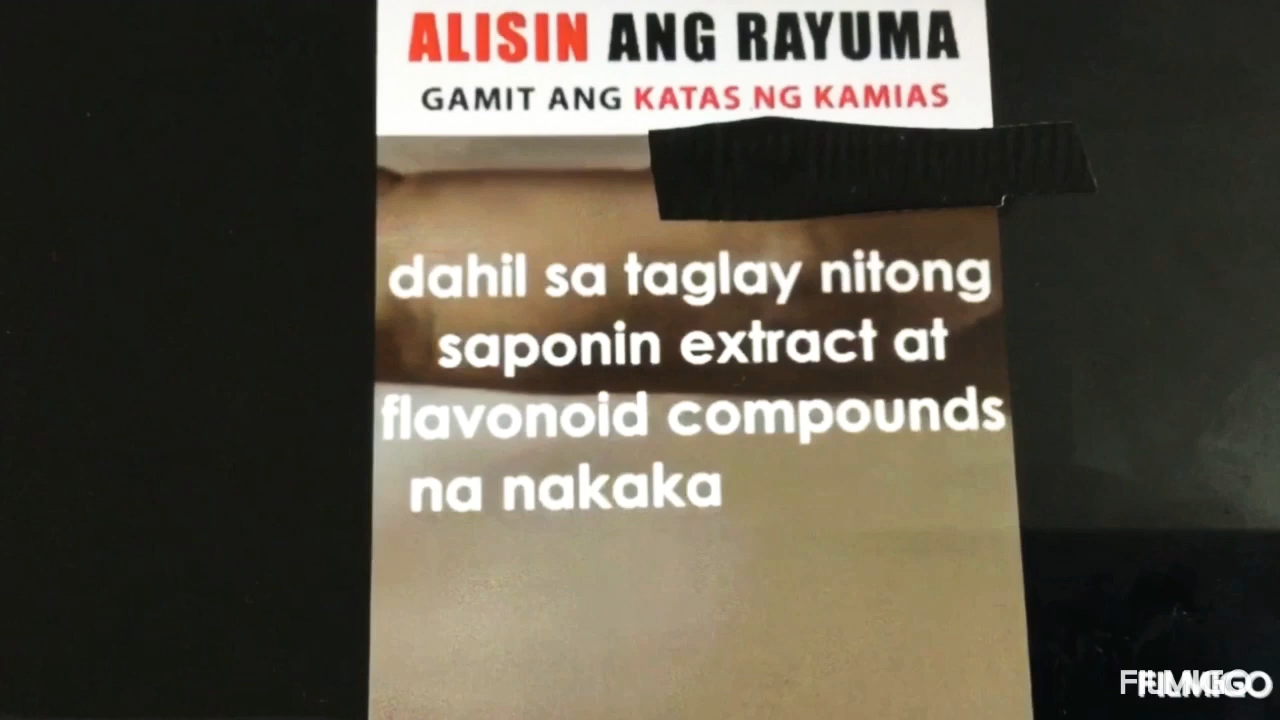 ALISIN ANG RAYUMA
GAMIT ANG KATAS NG KAMIAS
dahil sa taglay nitong
saponin extract at
flavonoid compounds
na nakaka
FILMIGO